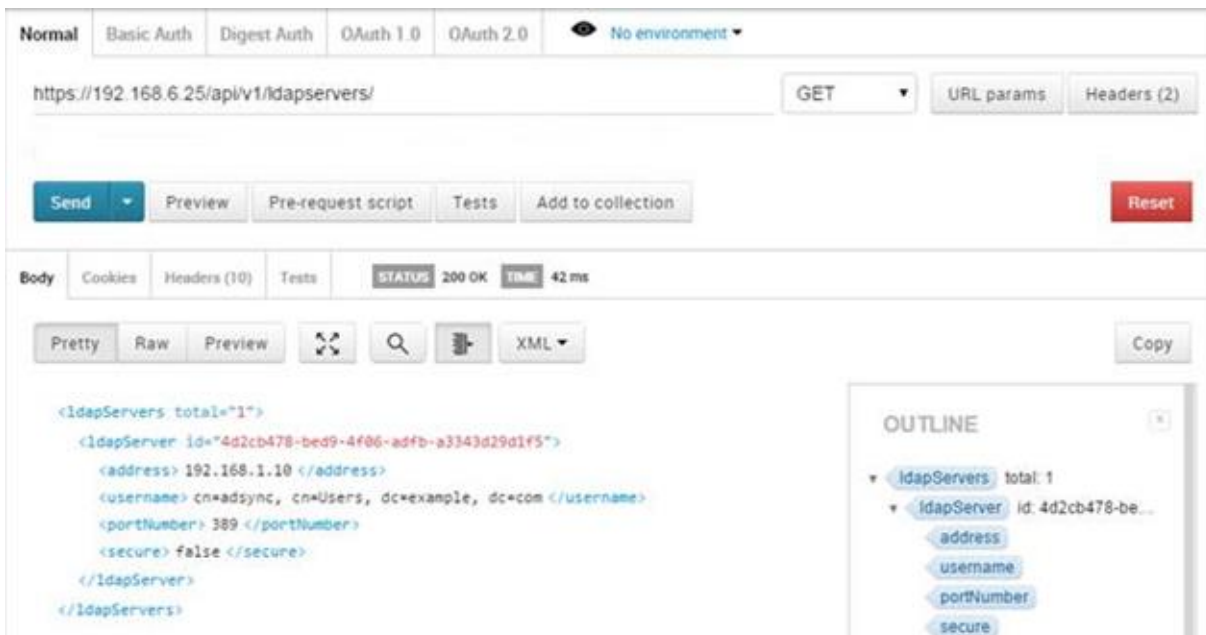 Normal Basic Auth Digest Auth OAuth 1.0 OAuth 2.0 No environment
https://192.168.6.25/api/v1/ldapservers/ GET URL params Headers (2)
Send Preview Pre-request script Tests Add to collection Reset
Body Cookies Headers (10) Tests STATUS 200 OK TIME 42 ms
Pretty Raw Preview XML Copy
<ldapServers total="1">
<ldapServer id="4d2cb478-bed9-4f06-adfb-a3343d29d1f5">
<address> 192.168.1.10 </address>
<username> cn=adsync, cn=Users, dc=example, dc=com </username>
<portNumber> 389 </portNumber>
<secure> false </secure>
</ldapServer>
</ldapServers>
OUTLINE x
ldapServers total: 1
ldapServer id: 4d2cb478-be...
address
username
portNumber
secure